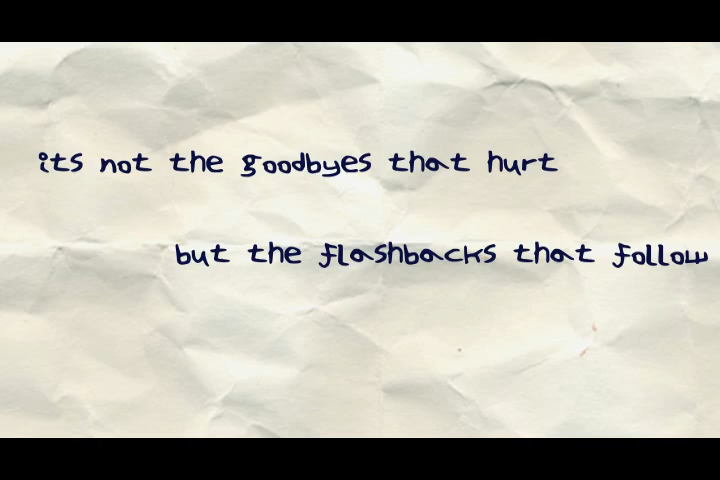 its not the goodbyes that hurt
but the flashbacks that follow